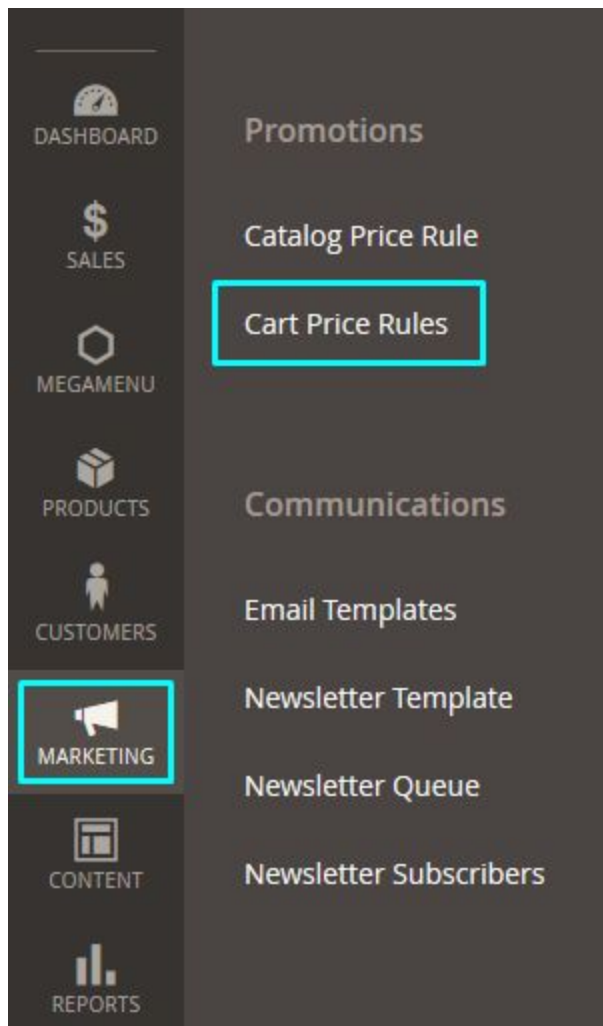 DASHBOARD
SALES
MEGAMENU
PRODUCTS
CUSTOMERS
MARKETING
CONTENT
REPORTS
Promotions
Catalog Price Rule
Cart Price Rules
Communications
Email Templates
Newsletter Template
Newsletter Queue
Newsletter Subscribers